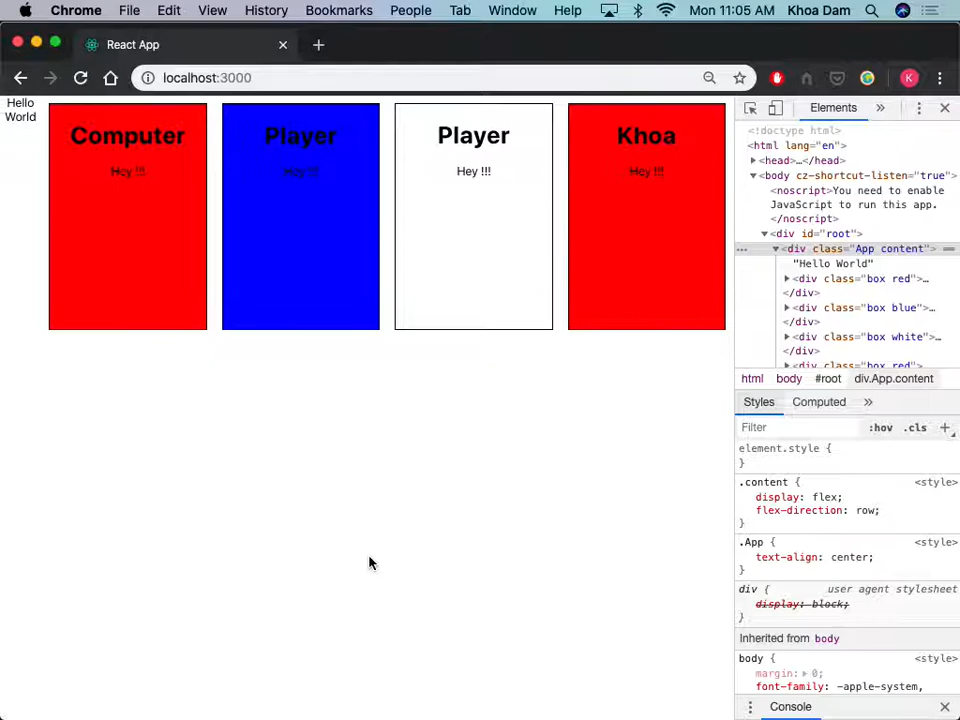 Chrome File Edit View History Bookmarks People Tab Window Help Mon 11:05 AM Khoa Dam
React App
localhost:3000
K
Hello
World
Computer
Hey !!!
Player
Hey !!!
Player
Hey !!!
Khoa
Hey !!!
Elements »
<!doctype html>
<html lang="en">
<head>…</head>
<body cz-shortcut-listen="true">
<noscript>You need to enable
JavaScript to run this app.
</noscript>
<div id="root">
… <div class="App content"> ==
"Hello World"
<div class="box red">…
</div>
<div class="box blue">…
</div>
<div class="box white">…
</div>
<div class="box red">…
html body #root div.App.content
Styles Computed »
Filter :hov .cls +
element.style {
}
.content { <style>
display: flex;
flex-direction: row;
}
.App { <style>
text-align: center;
}
div { user agent stylesheet
display: block;
}
Inherited from body
body { <style>
margin: 0;
font-family: -apple-system,
Console